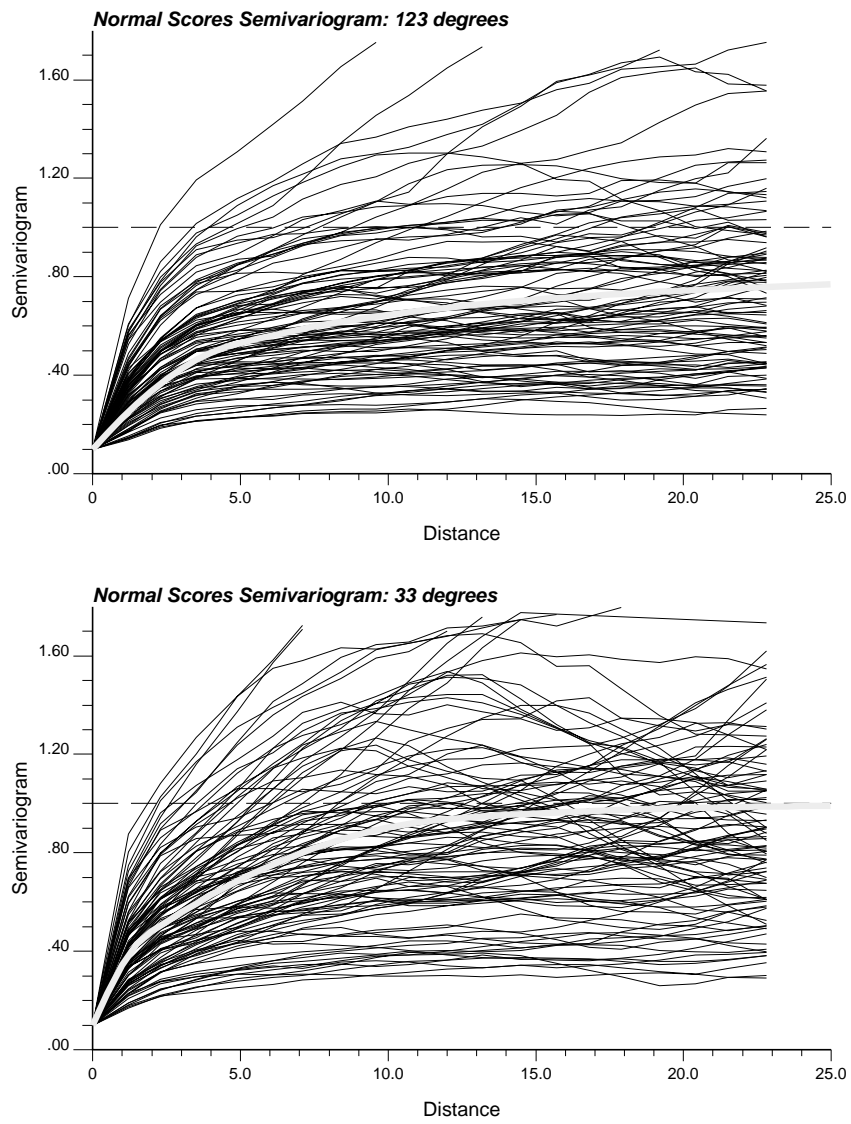 Normal Scores Semivariogram: 123 degrees
1.60
1.20
1.00
.80
.40
.00
Semivariogram
0 5.0 10.0 15.0 20.0 25.0
Distance
Normal Scores Semivariogram: 33 degrees
1.60
1.20
.80
.40
.00
Semivariogram
0 5.0 10.0 15.0 20.0 25.0
Distance